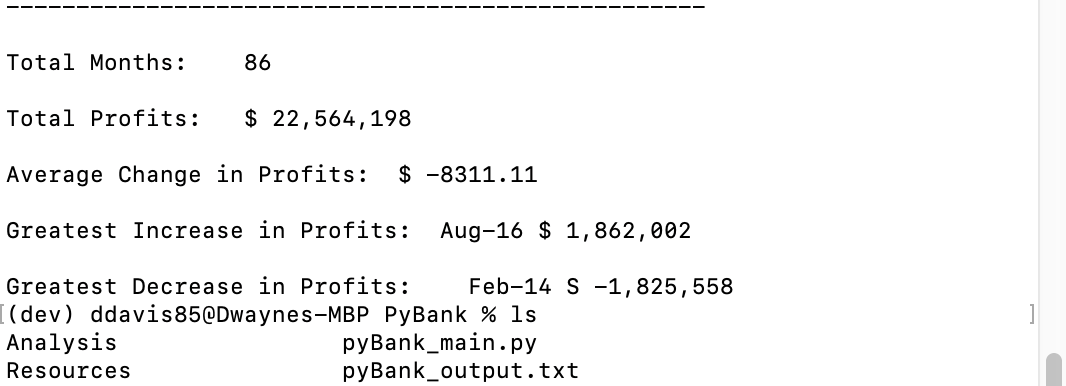 --------------------------------------------------
Total Months:    86
Total Profits:   $ 22,564,198
Average Change in Profits:  $ -8311.11
Greatest Increase in Profits:  Aug-16 $ 1,862,002
Greatest Decrease in Profits:    Feb-14 S -1,825,558
[(dev) ddavis85@Dwaynes-MBP PyBank % ls ]
Analysis                pyBank_main.py
Resources               pyBank_output.txt